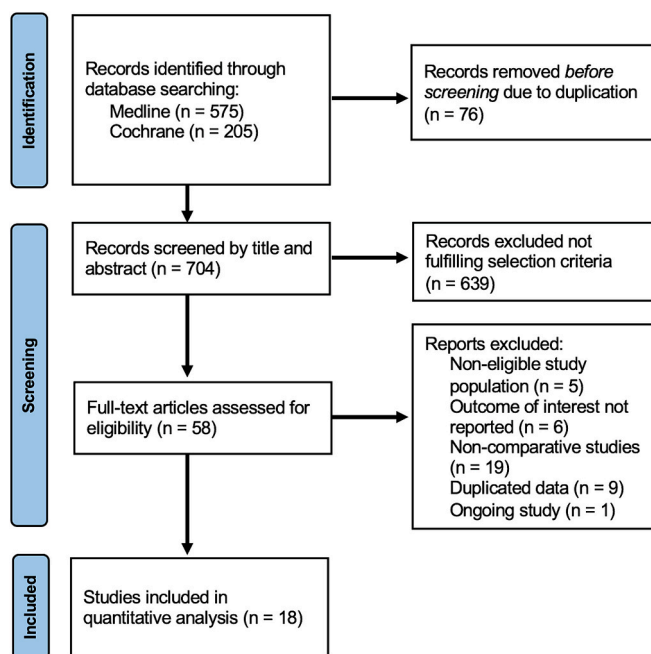 Identification
Records identified through
database searching:
Medline (n = 575)
Cochrane (n = 205)
Records removed before
screening due to duplication
(n = 76)
Screening
Records screened by title and
abstract (n = 704)
Records excluded not
fulfilling selection criteria
(n = 639)
Full-text articles assessed for
eligibility (n = 58)
Reports excluded:
Non-eligible study
population (n = 5)
Outcome of interest not
reported (n = 6)
Non-comparative studies
(n = 19)
Duplicated data (n = 9)
Ongoing study (n = 1)
Included
Studies included in
quantitative analysis (n = 18)